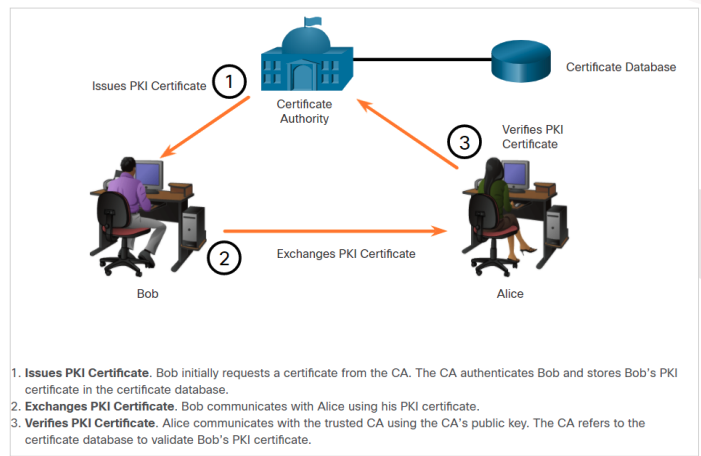 Issues PKI Certificate
1
Certificate
Authority
Certificate Database
3
Verifies PKI
Certificate
2
Exchanges PKI Certificate
Bob
Alice
1. Issues PKI Certificate. Bob initially requests a certificate from the CA. The CA authenticates Bob and stores Bob's PKI
certificate in the certificate database.
2. Exchanges PKI Certificate. Bob communicates with Alice using his PKI certificate.
3. Verifies PKI Certificate. Alice communicates with the trusted CA using the CA's public key. The CA refers to the
certificate database to validate Bob's PKI certificate.